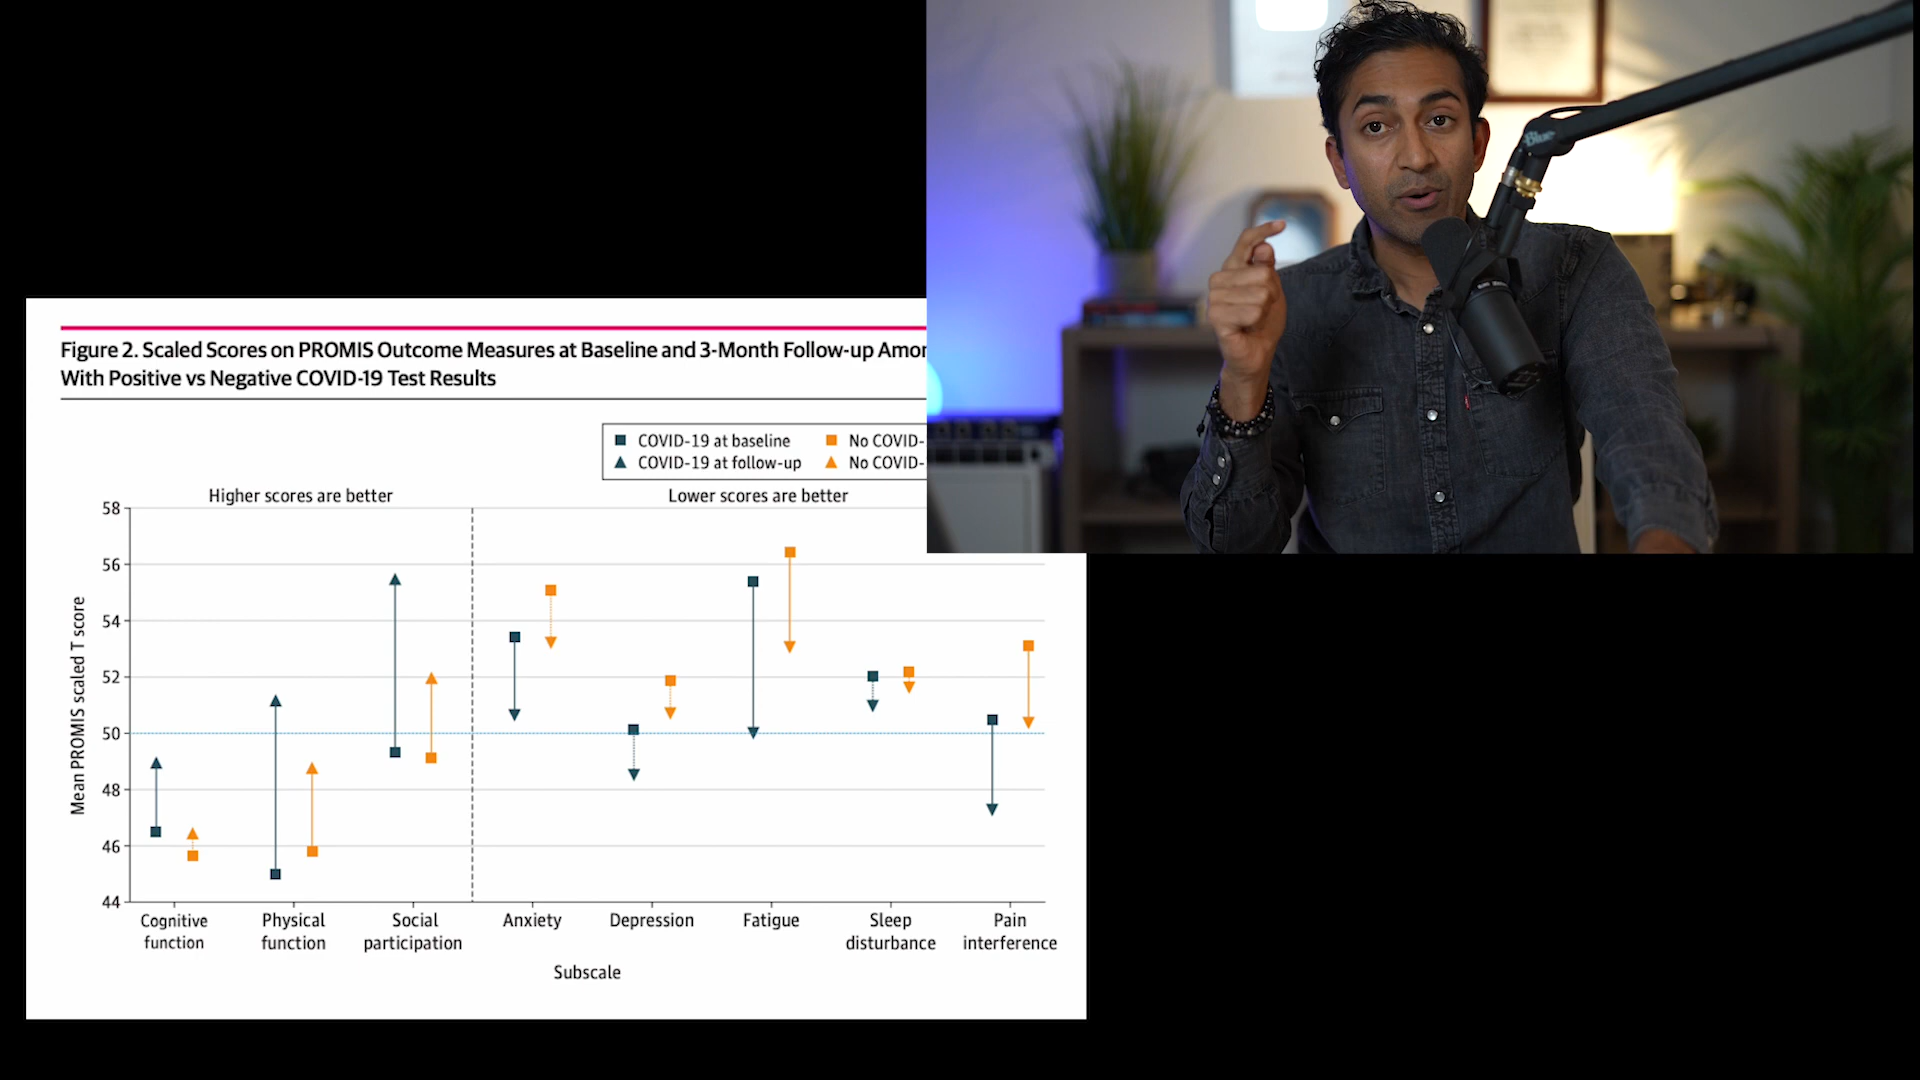 Figure 2. Scaled Scores on PROMIS Outcome Measures at Baseline and 3-Month Follow-up
With Positive vs Negative COVID-19 Test Results
COVID-19 at baseline
No COVID-
COVID-19 at follow-up
No COVID-
Higher scores are better
Lower scores are better
58
56
54
52
50
48
46
44
Mean PROMIS scaled T score
Cognitive function
Physical function
Social participation
Anxiety
Depression
Fatigue
Sleep disturbance
Pain interference
Subscale
Blue